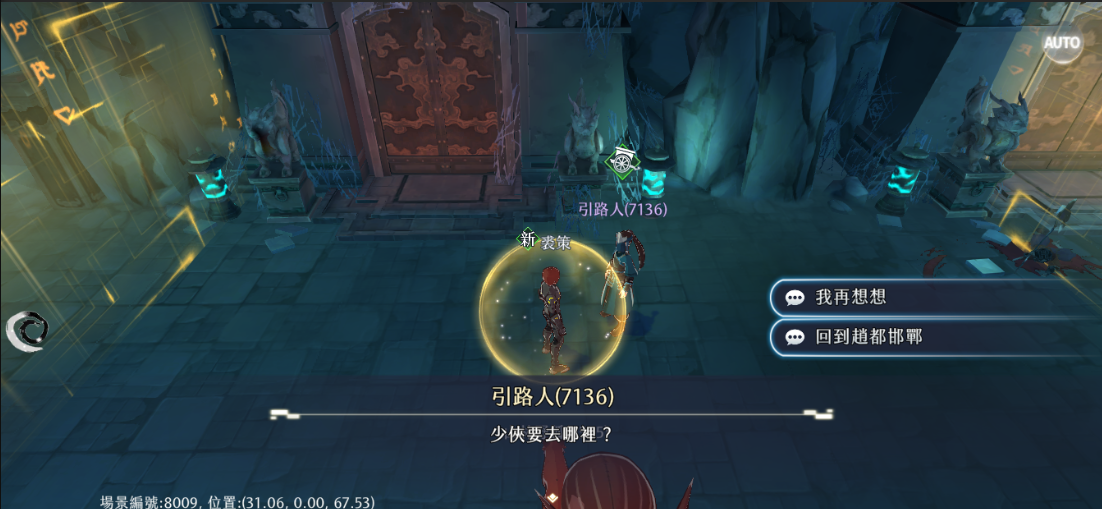 AUTO
引路人(7136)
新 裘策
我再想想
回到趙都邯鄲
引路人(7136)
少俠要去哪裡？
場景編號:8009, 位置:(31.06, 0.00, 67.53)